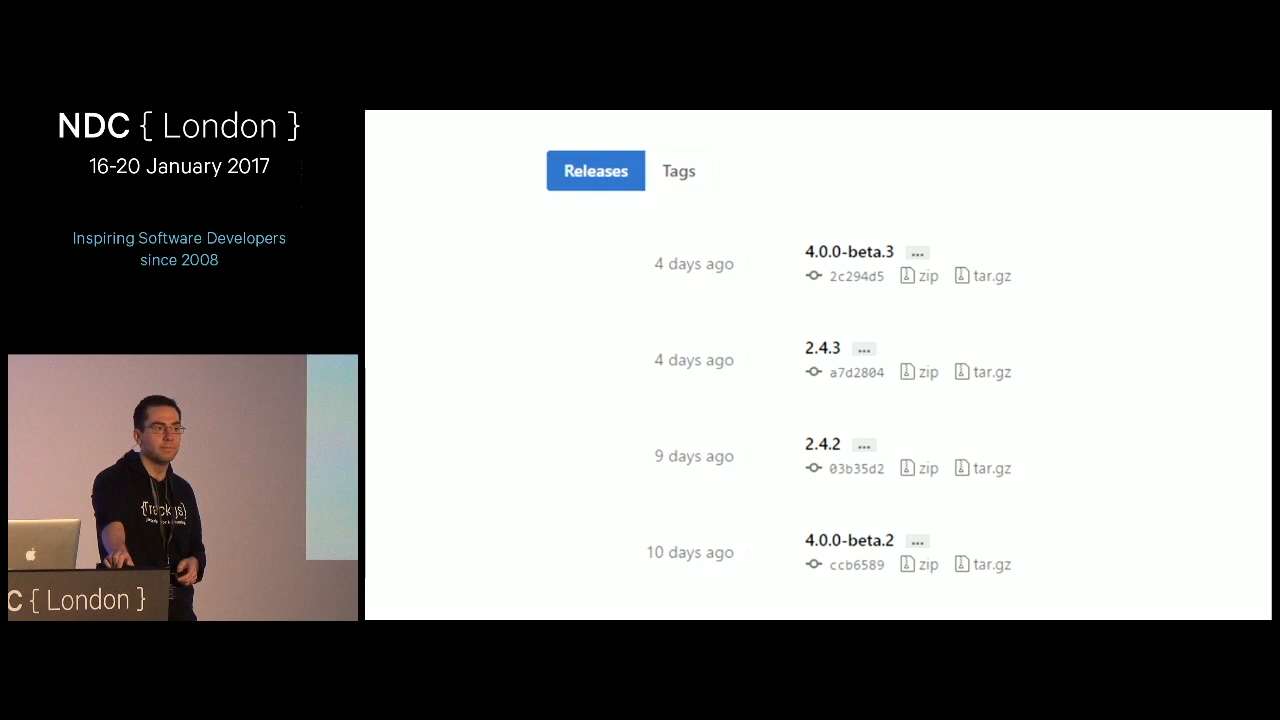 NDC { London }
16-20 January 2017
Inspiring Software Developers
since 2008
C { London }
Releases Tags
4 days ago
4.0.0-beta.3 ...
2c294d5 zip tar.gz
4 days ago
2.4.3 ...
a7d2804 zip tar.gz
9 days ago
2.4.2 ...
03b35d2 zip tar.gz
10 days ago
4.0.0-beta.2 ...
ccb6589 zip tar.gz